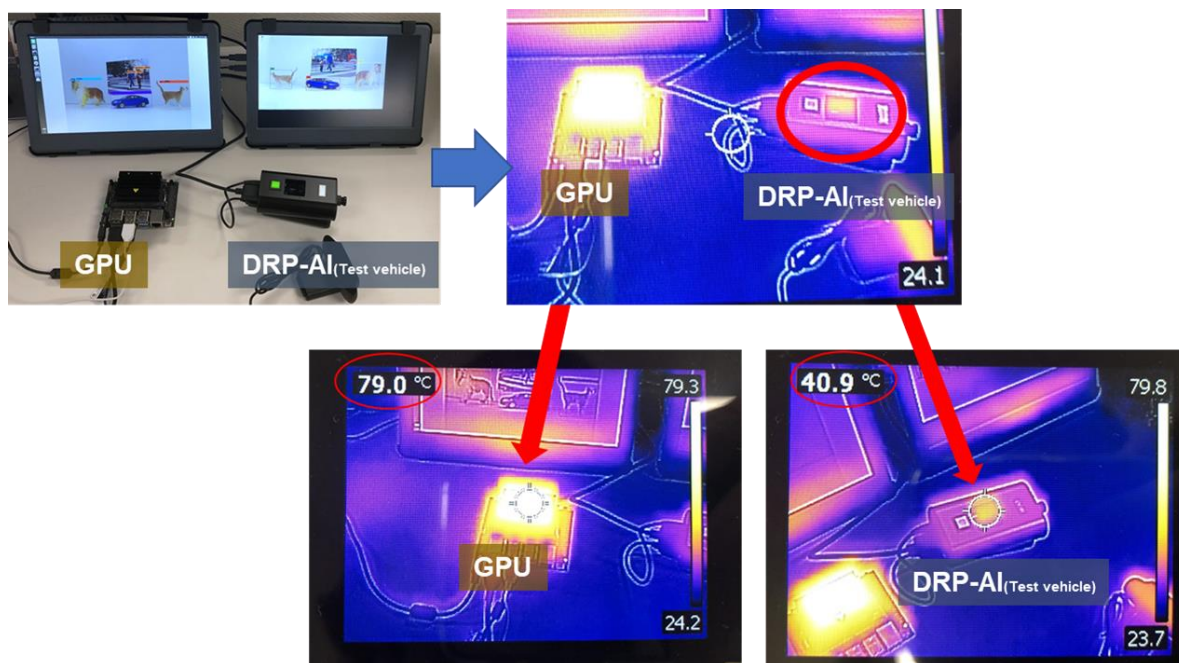 GPU
DRP-AI(Test vehicle)
GPU
DRP-AI(Test vehicle)
24.1
79.0 °C
79.3
GPU
24.2
40.9 °C
79.8
DRP-AI(Test vehicle)
23.7